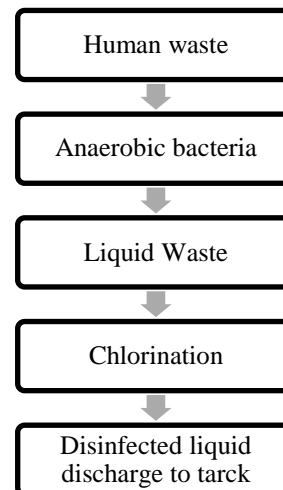 Human waste
Anaerobic bacteria
Liquid Waste
Chlorination
Disinfected liquid
discharge to tarck